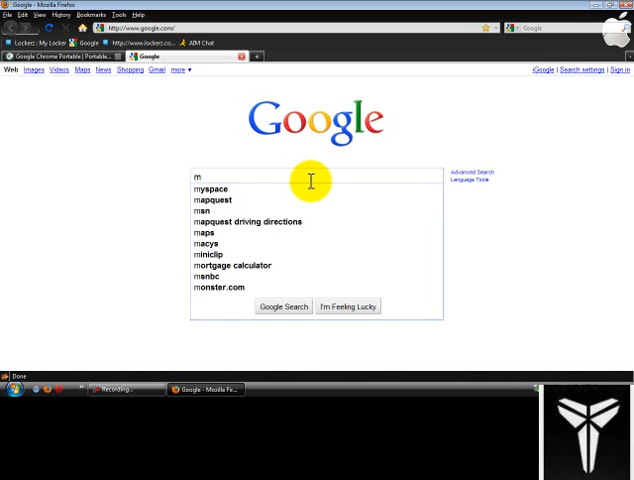 Google - Mozilla Firefox
File Edit View History Bookmarks Tools Help
http://www.google.com/
Google
Lockerz : My Locker Google http://www.lockerz.c... AIM Chat
Google Chrome Portable | Portable...
Google
Web Images Videos Maps News Shopping Gmail more ▼
iGoogle | Search settings | Sign in
Google
m
Advanced Search
Language Tools
myspace
mapquest
msn
mapquest driving directions
maps
macys
miniclip
mortgage calculator
msnbc
monster.com
Google Search I'm Feeling Lucky
Done
Recording...
Google - Mozilla Fir...